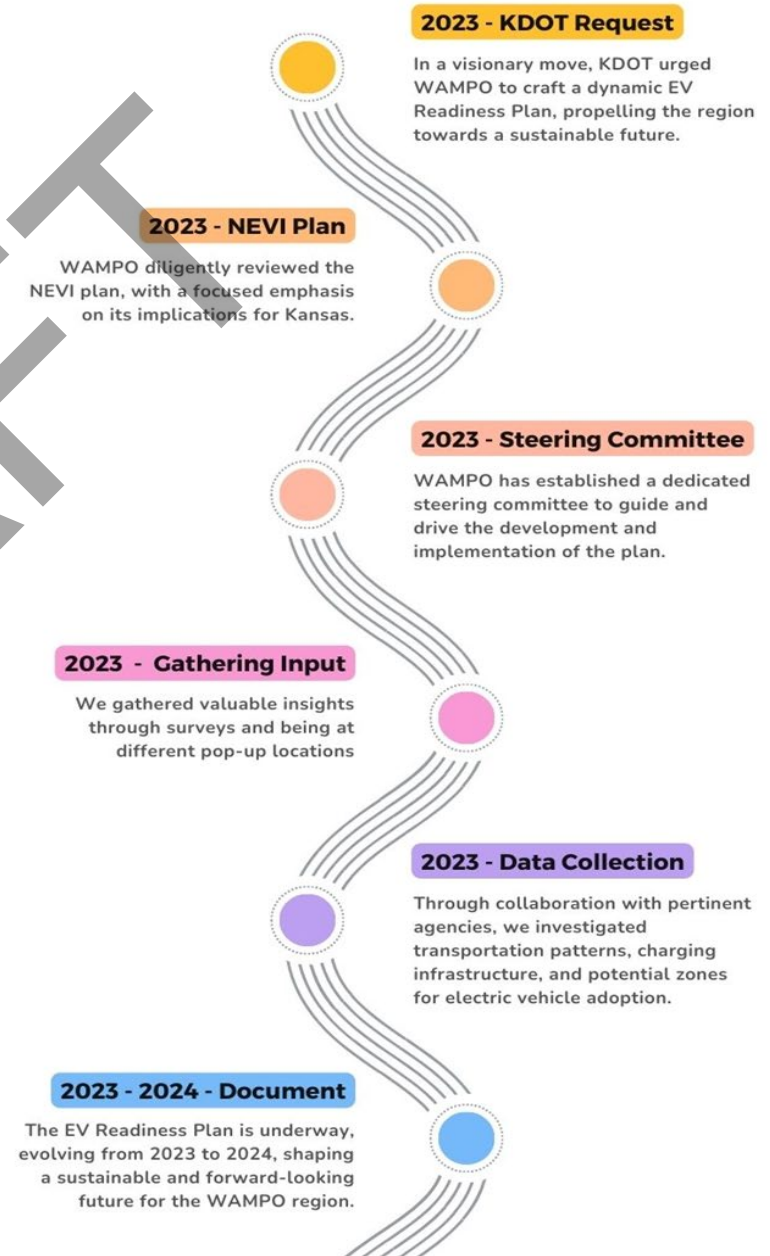 2023 - KDOT Request
In a visionary move, KDOT urged
WAMPO to craft a dynamic EV
Readiness Plan, propelling the region
towards a sustainable future.
2023 - NEVI Plan
WAMPO diligently reviewed the
NEVI plan, with a focused emphasis
on its implications for Kansas.
2023 - Steering Committee
WAMPO has established a dedicated
steering committee to guide and
drive the development and
implementation of the plan.
2023 - Gathering Input
We gathered valuable insights
through surveys and being at
different pop-up locations
2023 - Data Collection
Through collaboration with pertinent
agencies, we investigated
transportation patterns, charging
infrastructure, and potential zones
for electric vehicle adoption.
2023 - 2024 - Document
The EV Readiness Plan is underway,
evolving from 2023 to 2024, shaping
a sustainable and forward-looking
future for the WAMPO region.